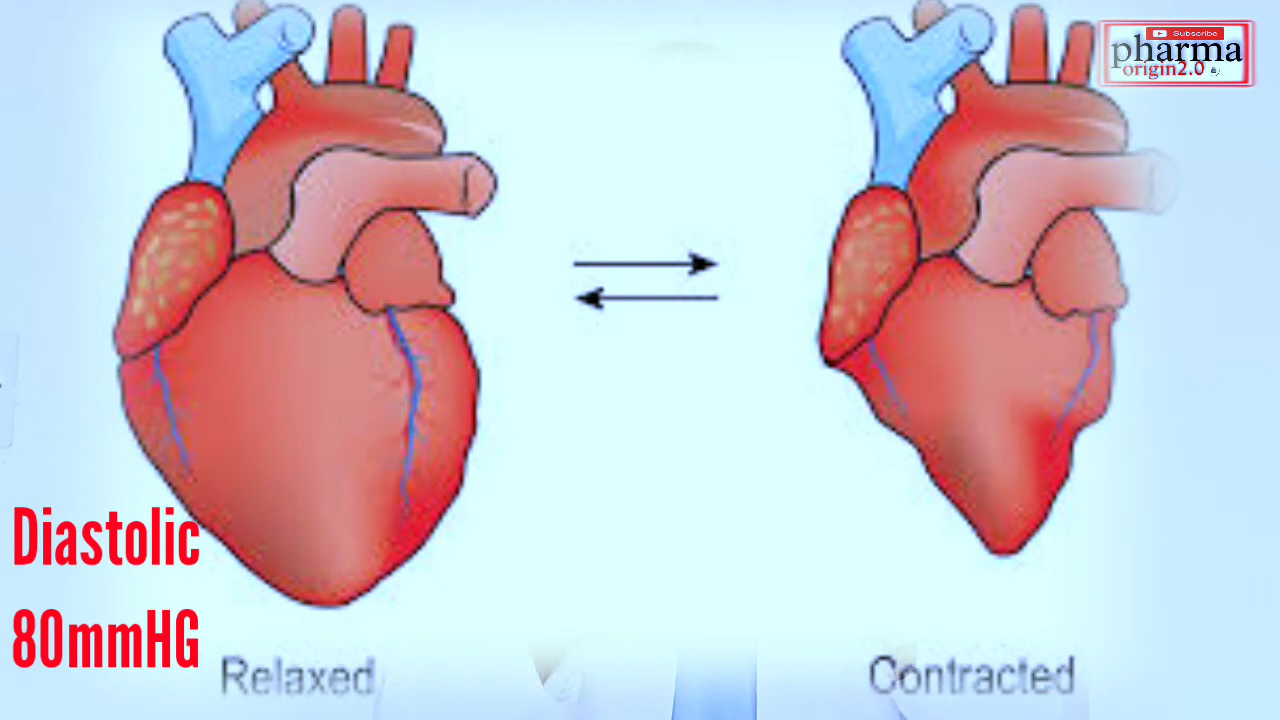 Subscribe
pharma
origin2.0
Diastolic
80mmHG
Relaxed
Contracted